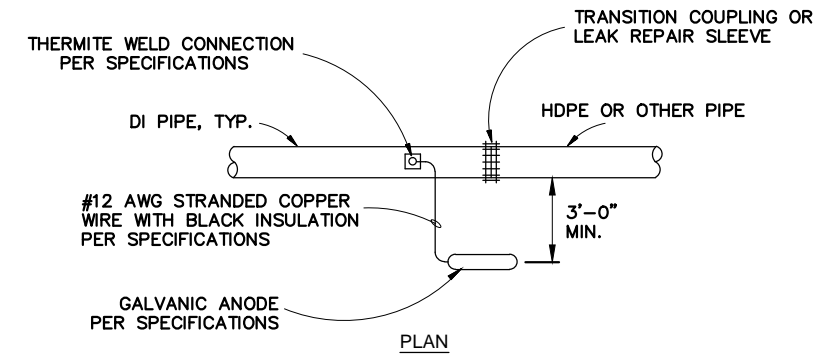 TRANSITION COUPLING OR
LEAK REPAIR SLEEVE
THERMITE WELD CONNECTION
PER SPECIFICATIONS
DI PIPE, TYP.
HDPE OR OTHER PIPE
#12 AWG STRANDED COPPER
WIRE WITH BLACK INSULATION
PER SPECIFICATIONS
3'-0"
MIN.
GALVANIC ANODE
PER SPECIFICATIONS
PLAN